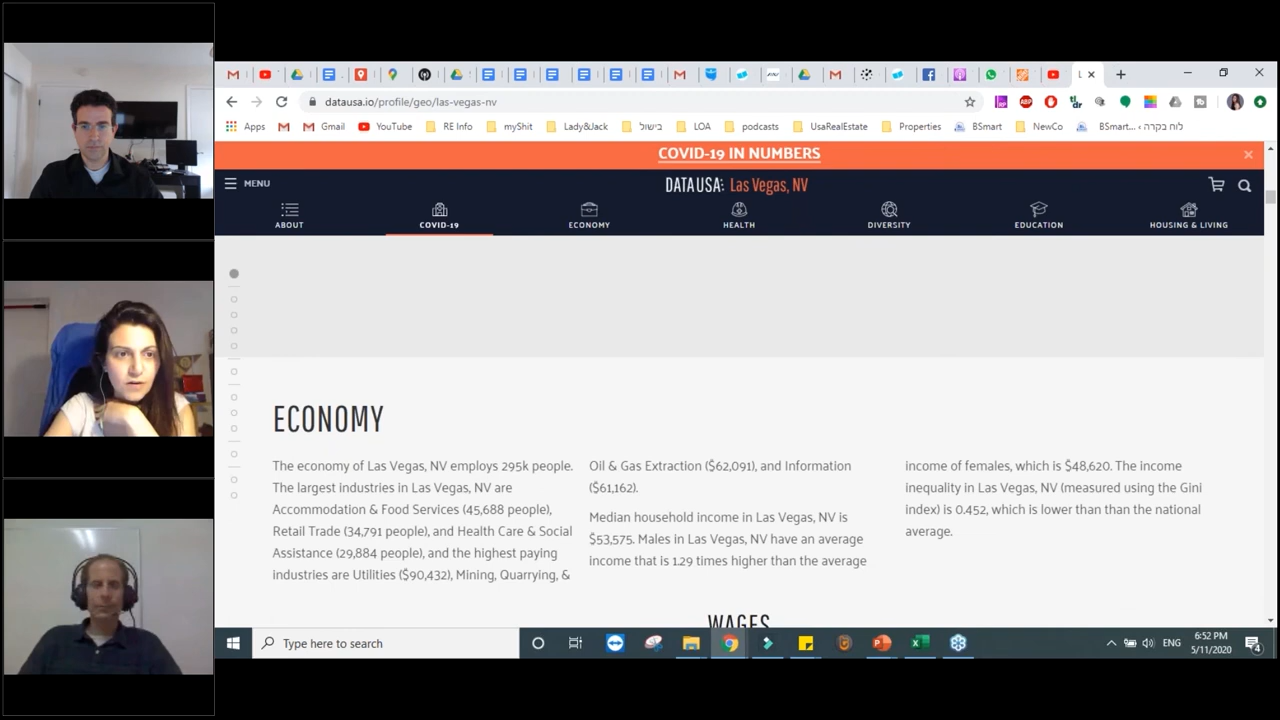 L
datausa.io/profile/geo/las-vegas-nv
Apps
Gmail
YouTube
RE Info
myShit
Lady&Jack
בישול
LOA
podcasts
UsaRealEstate
Properties
BSmart
NewCo
BSmart... ‹ לוח בקרה
COVID-19 IN NUMBERS
MENU
DATAUSA: Las Vegas, NV
ABOUT
COVID-19
ECONOMY
HEALTH
DIVERSITY
EDUCATION
HOUSING & LIVING
ECONOMY
The economy of Las Vegas, NV employs 295k people.
The largest industries in Las Vegas, NV are
Accommodation & Food Services (45,688 people),
Retail Trade (34,791 people), and Health Care & Social
Assistance (29,884 people), and the highest paying
industries are Utilities ($90,432), Mining, Quarrying, &
Oil & Gas Extraction ($62,091), and Information
($61,162).
Median household income in Las Vegas, NV is
$53,575. Males in Las Vegas, NV have an average
income that is 1.29 times higher than the average
income of females, which is $48,620. The income
inequality in Las Vegas, NV (measured using the Gini
index) is 0.452, which is lower than than the national
average.
WAGES
Type here to search
ENG
6:52 PM
5/11/2020
4